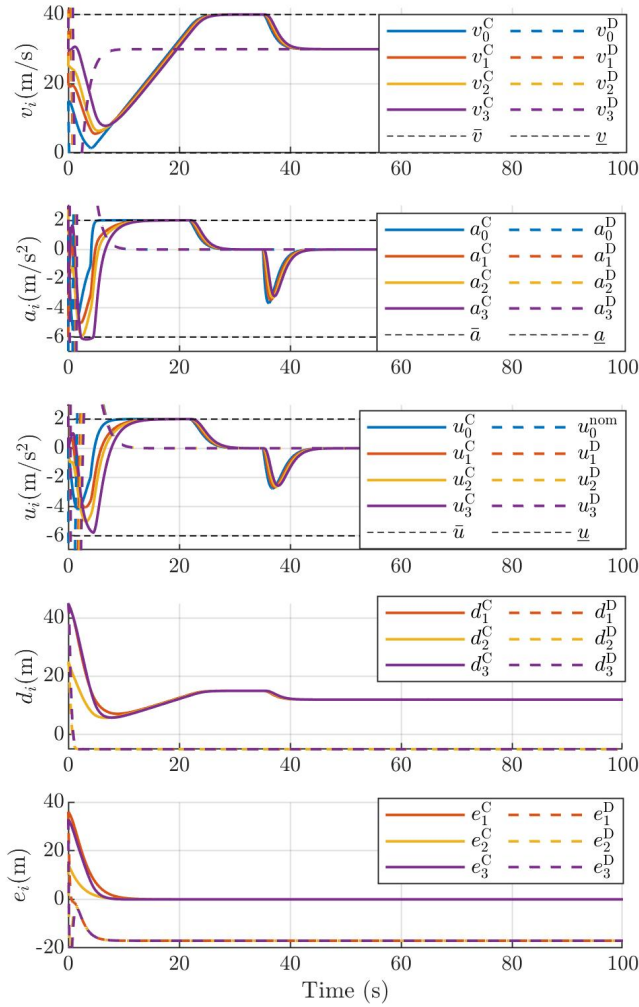 40
20
0
v_i(m/s)
v_0^C v_0^D
v_1^C v_1^D
v_2^C v_2^D
v_3^C v_3^D
v̄ v̲
0 20 40 60 80 100
2
0
-2
-4
-6
a_i(m/s²)
a_0^C a_0^D
a_1^C a_1^D
a_2^C a_2^D
a_3^C a_3^D
ā a̲
0 20 40 60 80 100
2
0
-2
-4
-6
u_i(m/s²)
u_0^C u_0^nom
u_1^C u_1^D
u_2^C u_2^D
u_3^C u_3^D
ū u̲
0 20 40 60 80 100
40
20
0
d_i(m)
d_1^C d_1^D
d_2^C d_2^D
d_3^C d_3^D
0 20 40 60 80 100
40
20
0
-20
e_i(m)
e_1^C e_1^D
e_2^C e_2^D
e_3^C e_3^D
0 20 40 60 80 100
Time (s)